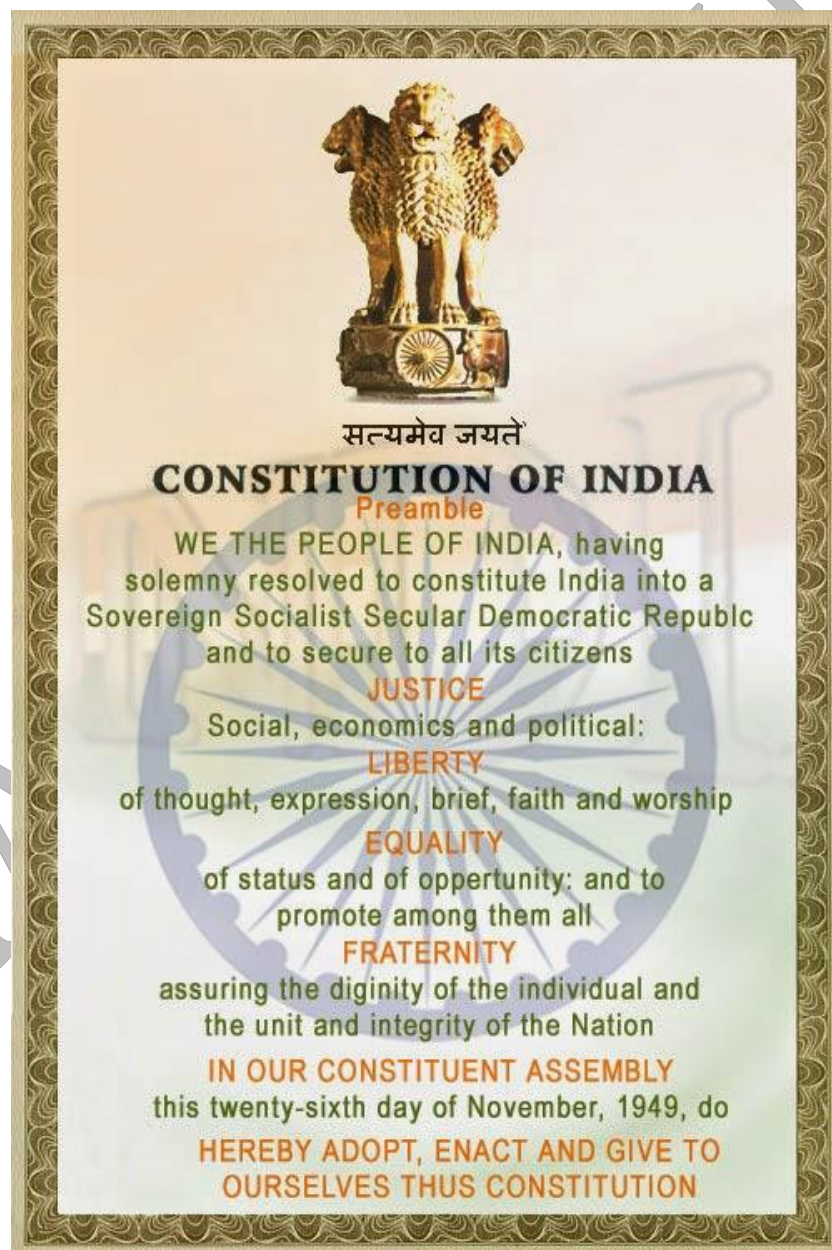 सत्यमेव जयते
CONSTITUTION OF INDIA
Preamble
WE THE PEOPLE OF INDIA, having
solemny resolved to constitute India into a
Sovereign Socialist Secular Democratic Republc
and to secure to all its citizens
JUSTICE
Social, economics and political:
LIBERTY
of thought, expression, brief, faith and worship
EQUALITY
of status and of oppertunity: and to
promote among them all
FRATERNITY
assuring the diginity of the individual and
the unit and integrity of the Nation
IN OUR CONSTITUENT ASSEMBLY
this twenty-sixth day of November, 1949, do
HEREBY ADOPT, ENACT AND GIVE TO
OURSELVES THUS CONSTITUTION